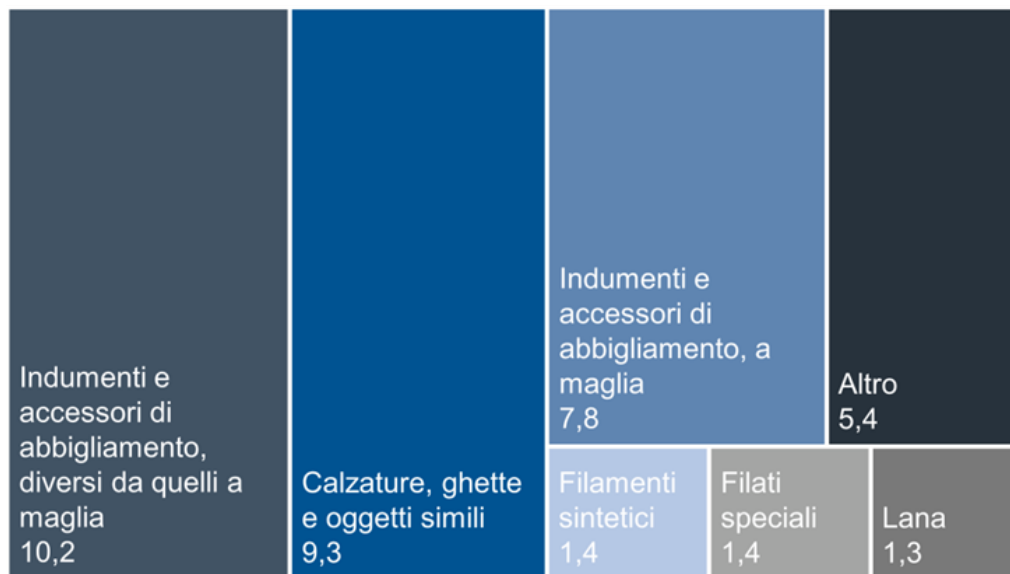 Indumenti e
accessori di
abbigliamento,
diversi da quelli a
maglia
10,2
Calzature, ghette
e oggetti simili
9,3
Indumenti e
accessori di
abbigliamento, a
maglia
7,8
Altro
5,4
Filamenti
sintetici
1,4
Filati
speciali
1,4
Lana
1,3